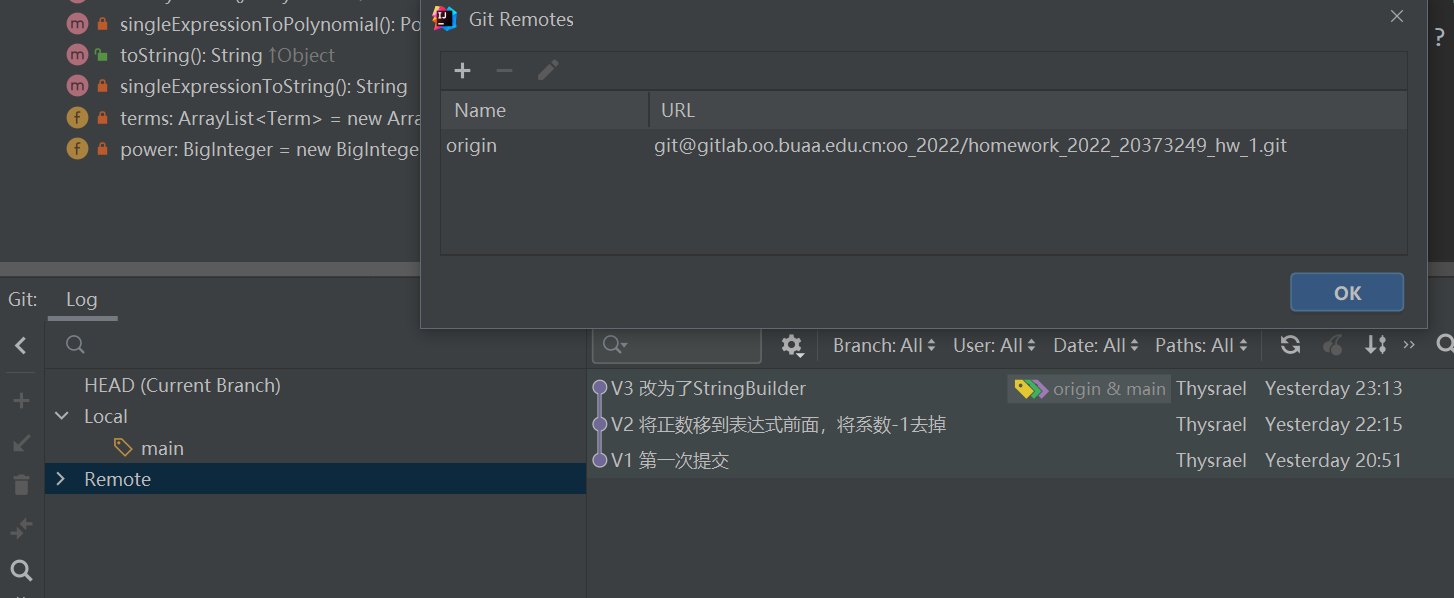 singleExpressionToPolynomial(): Po
toString(): String ↑Object
singleExpressionToString(): String
terms: ArrayList<Term> = new Arra
power: BigInteger = new BigIntege
Git Remotes
?
Name URL
origin git@gitlab.oo.buaa.edu.cn:oo_2022/homework_2022_20373249_hw_1.git
OK
Git: Log
Branch: All User: All Date: All Paths: All
HEAD (Current Branch)
Local
main
Remote
V3 改为了StringBuilder origin & main Thysrael Yesterday 23:13
V2 将正数移到表达式前面，将系数-1去掉 Thysrael Yesterday 22:15
V1 第一次提交 Thysrael Yesterday 20:51